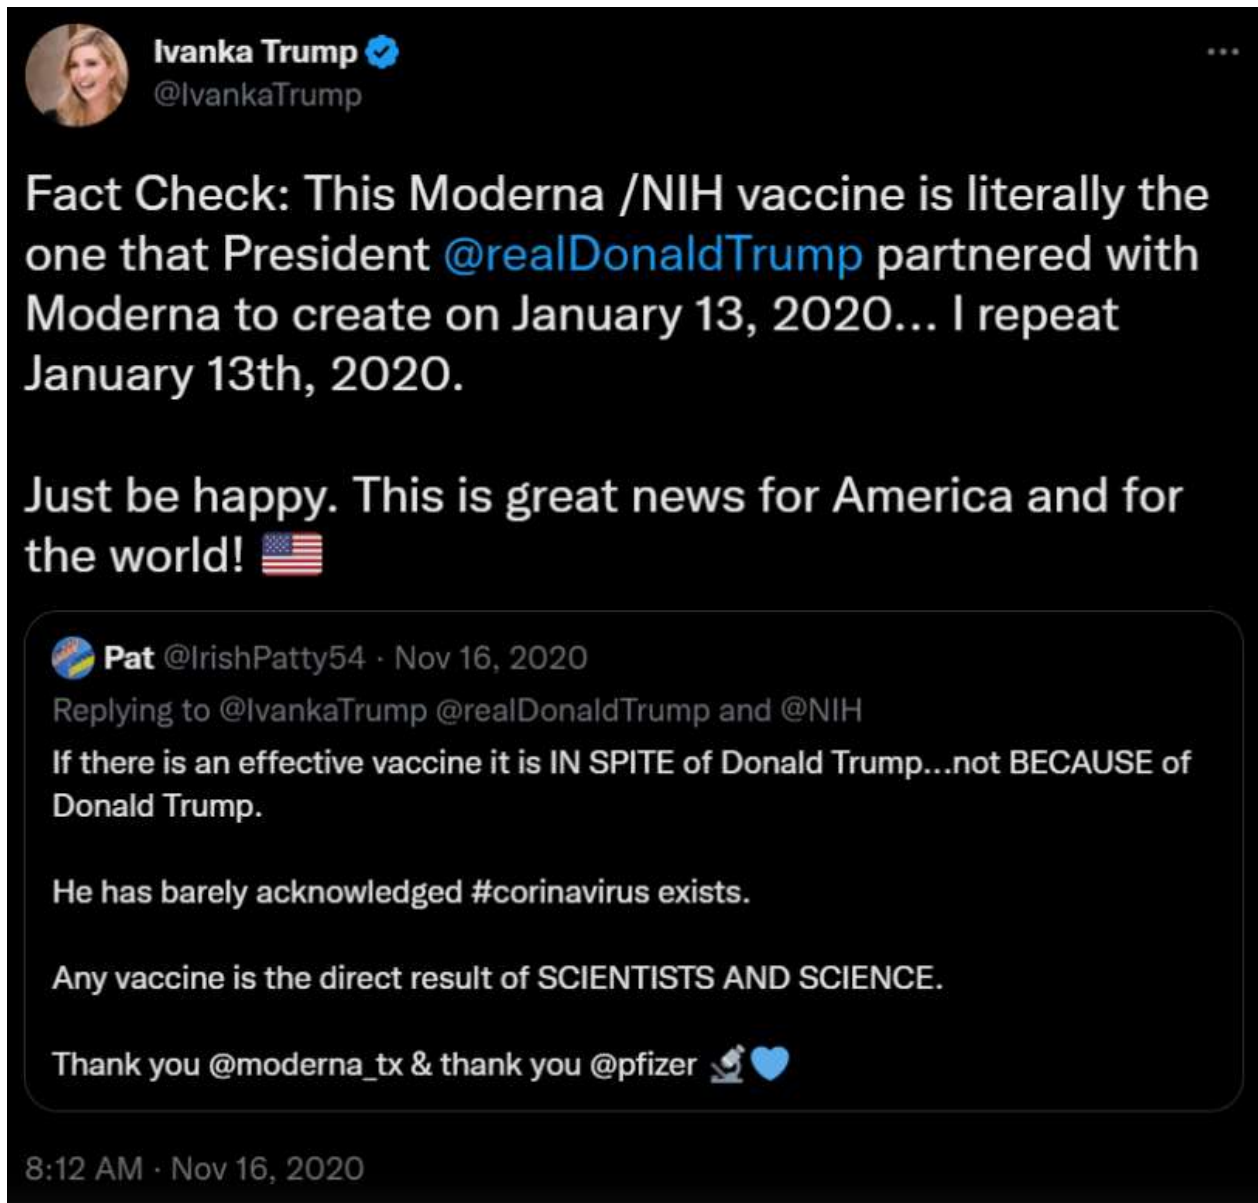 Ivanka Trump
@IvankaTrump
Fact Check: This Moderna /NIH vaccine is literally the
one that President @realDonaldTrump partnered with
Moderna to create on January 13, 2020... I repeat
January 13th, 2020.
Just be happy. This is great news for America and for
the world! 🇺🇸
Pat @IrishPatty54 · Nov 16, 2020
Replying to @IvankaTrump @realDonaldTrump and @NIH
If there is an effective vaccine it is IN SPITE of Donald Trump...not BECAUSE of
Donald Trump.
He has barely acknowledged #corinavirus exists.
Any vaccine is the direct result of SCIENTISTS AND SCIENCE.
Thank you @moderna_tx & thank you @pfizer 🔬💙
8:12 AM · Nov 16, 2020